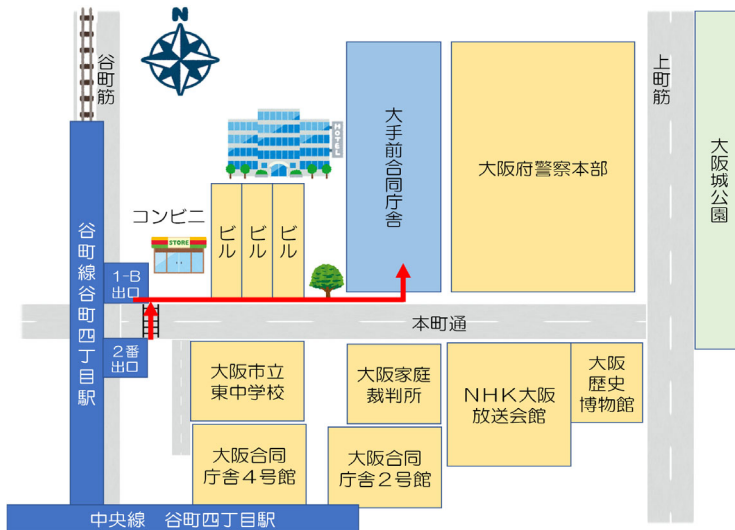 N
谷町筋
上町筋
大手前合同庁舎
大阪府警察本部
大阪城公園
HOTEL
コンビニ
STORE
ビル
ビル
ビル
谷町線谷町四丁目駅
1-B
出口
本町通
2番
出口
大阪市立
東中学校
大阪家庭
裁判所
NHK大阪
放送会館
大阪
歴史
博物館
大阪合同
庁舎4号館
大阪合同
庁舎2号館
中央線 谷町四丁目駅